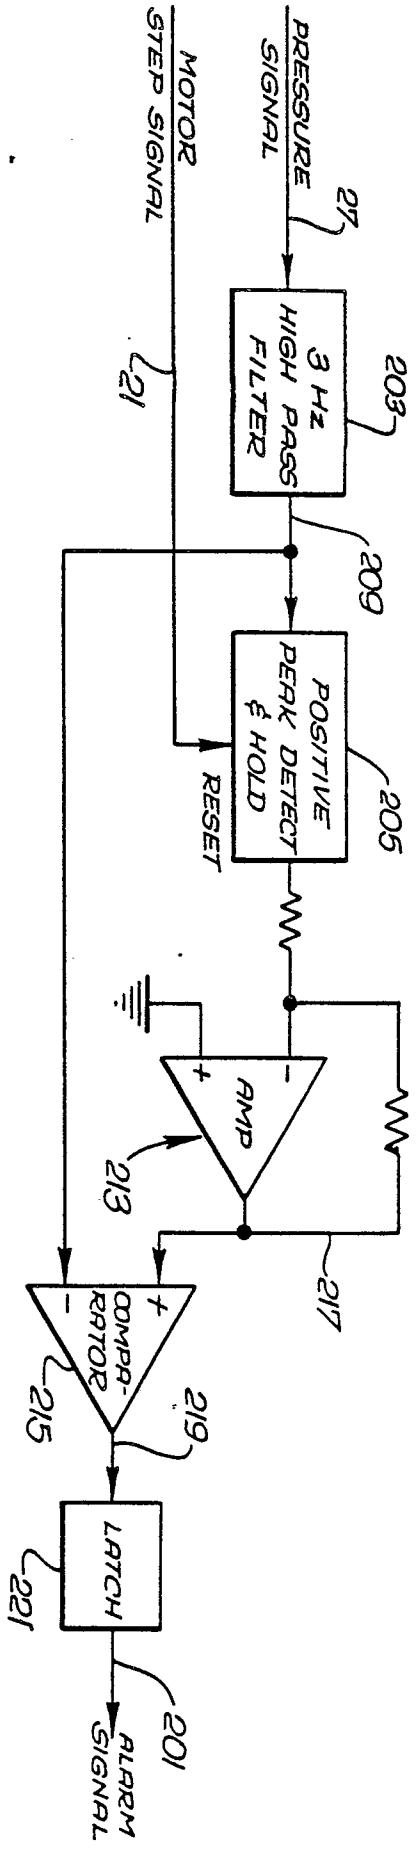 PRESSURE
SIGNAL
27
203
3 Hz
HIGH PASS
FILTER
209
205
POSITIVE
PEAK DETECT
& HOLD
RESET
MOTOR
STEP SIGNAL
21
-
+
AMP
213
217
+
-
COMPA-
RATOR
215
219
LATCH
221
201
ALARM
SIGNAL